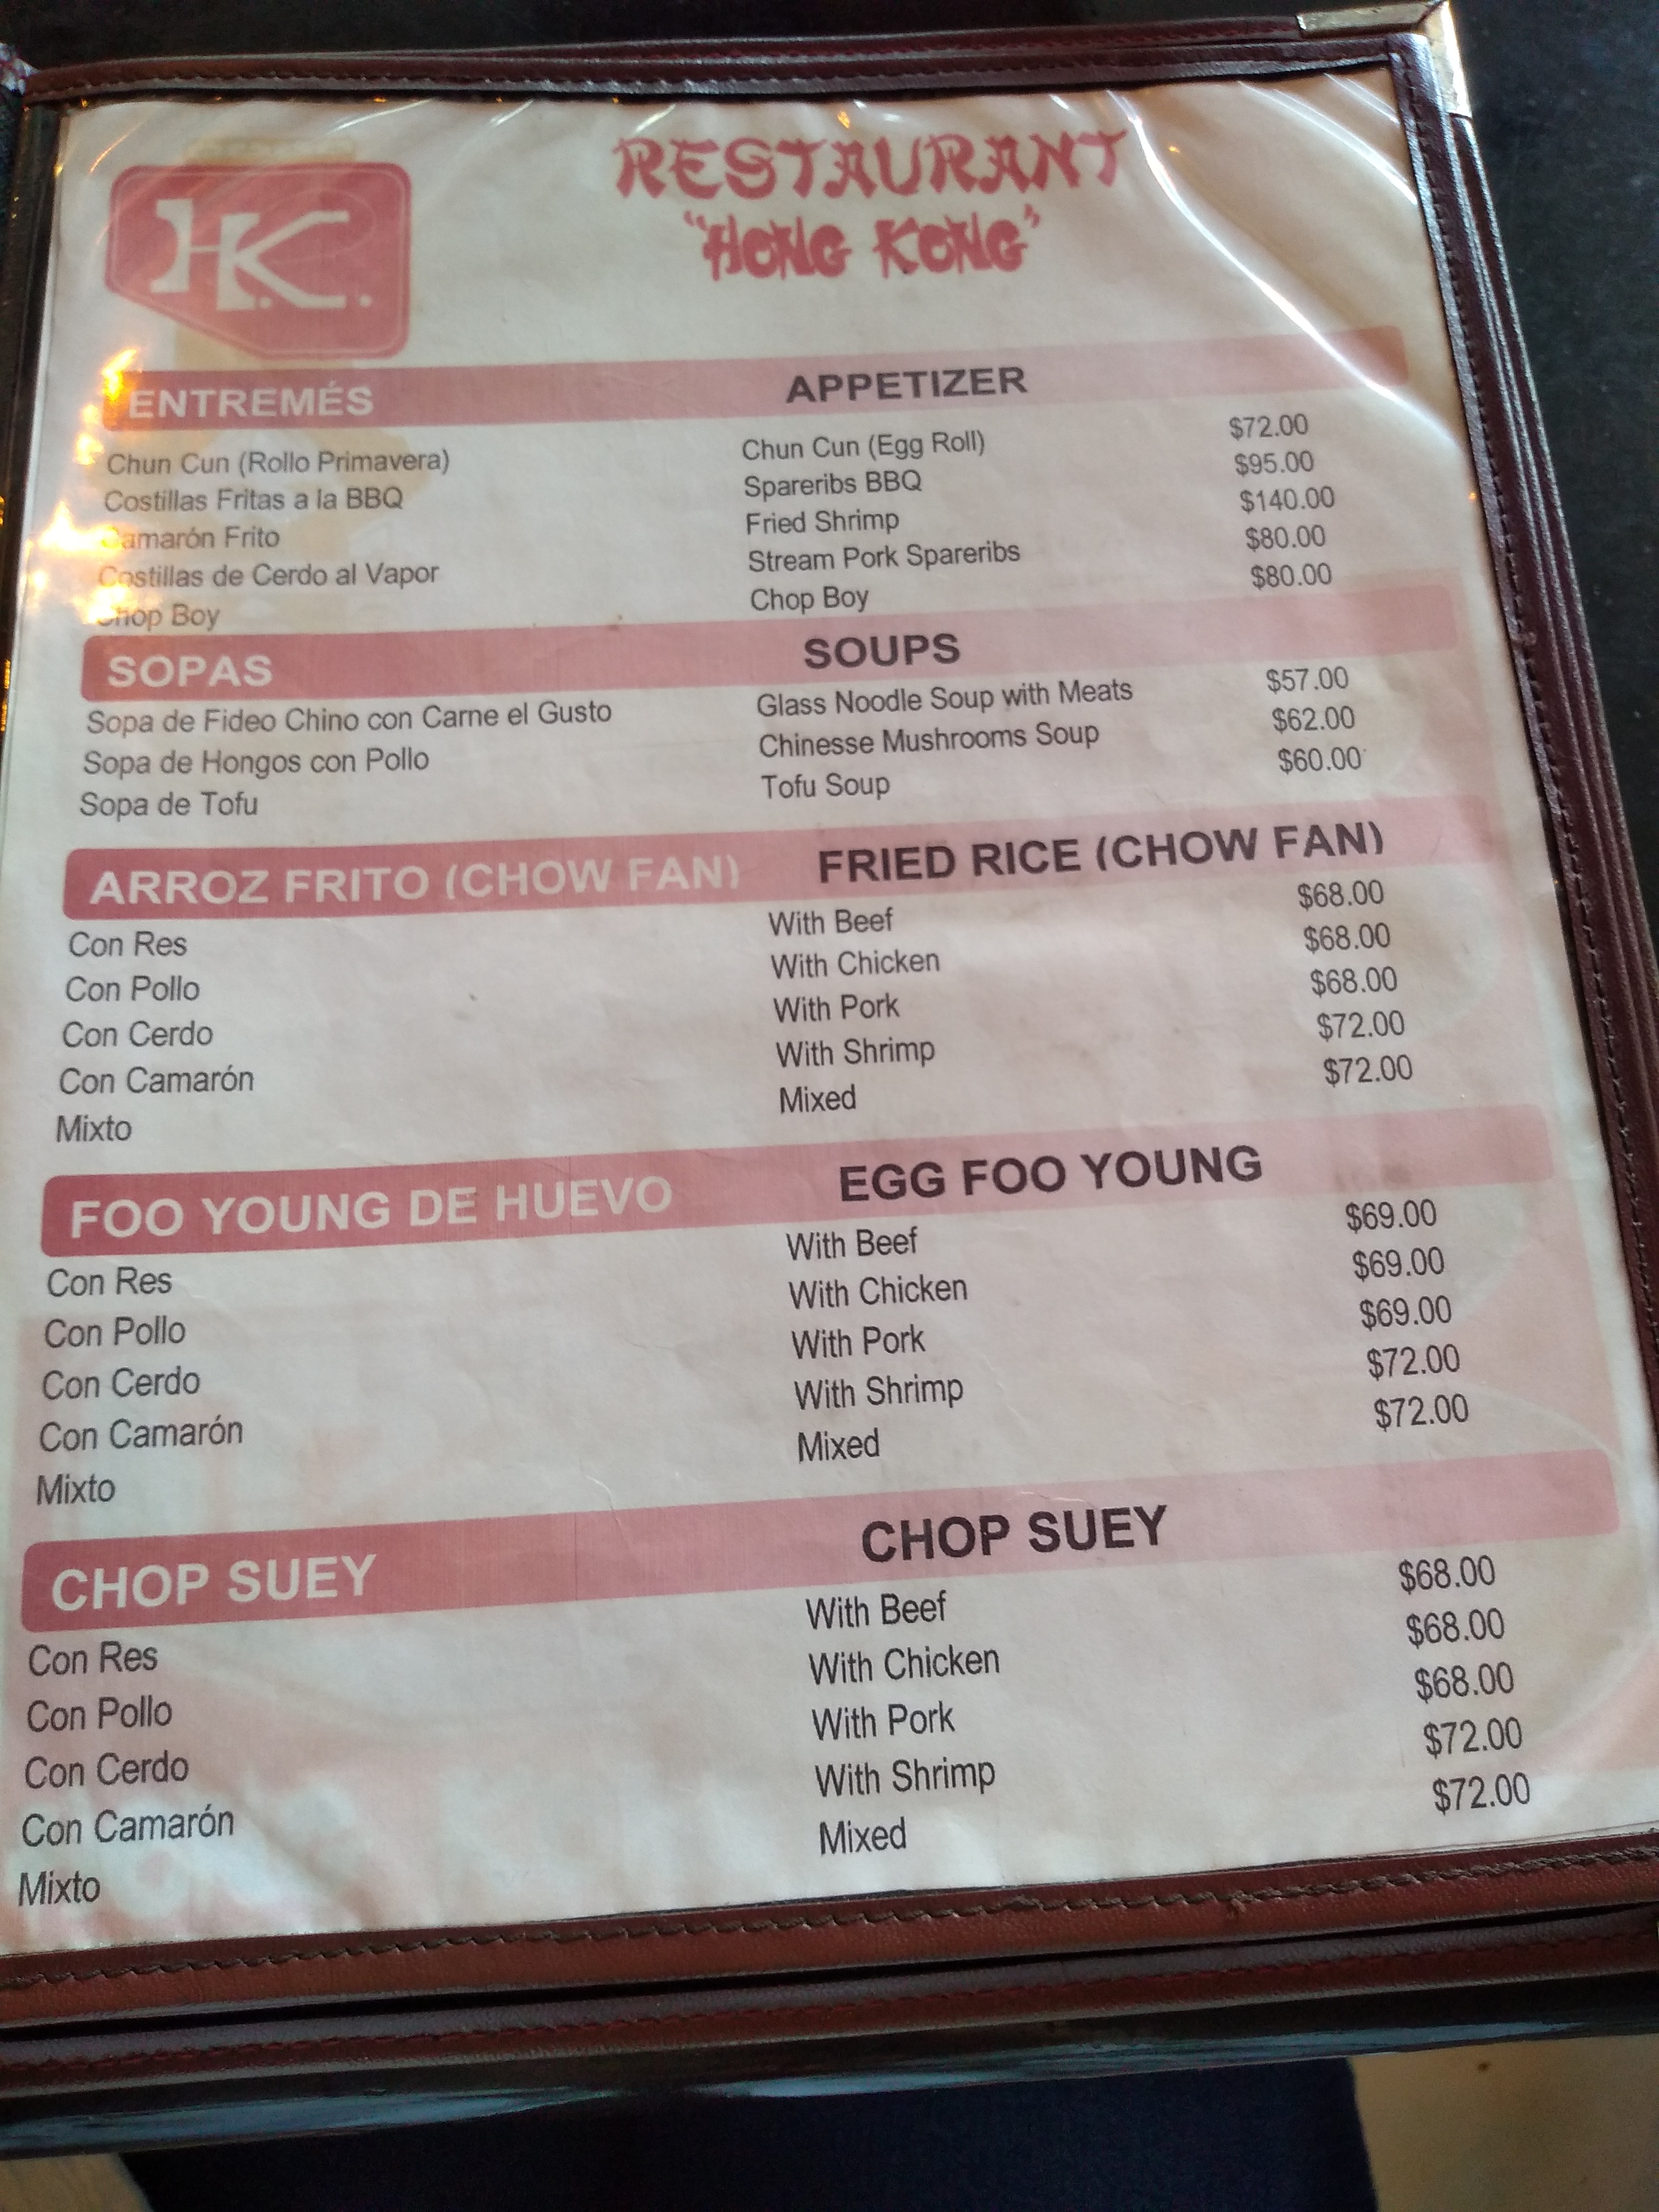 H.K.
RESTAURANT
"HONG KONG"
ENTREMÉS APPETIZER
Chun Cun (Rollo Primavera) Chun Cun (Egg Roll) $72.00
Costillas Fritas a la BBQ Spareribs BBQ $95.00
Camarón Frito Fried Shrimp $140.00
Costillas de Cerdo al Vapor Stream Pork Spareribs $80.00
Chop Boy Chop Boy $80.00
SOPAS SOUPS
Sopa de Fideo Chino con Carne el Gusto Glass Noodle Soup with Meats $57.00
Sopa de Hongos con Pollo Chinesse Mushrooms Soup $62.00
Sopa de Tofu Tofu Soup $60.00
ARROZ FRITO (CHOW FAN) FRIED RICE (CHOW FAN)
Con Res With Beef $68.00
Con Pollo With Chicken $68.00
Con Cerdo With Pork $68.00
Con Camarón With Shrimp $72.00
Mixto Mixed $72.00
FOO YOUNG DE HUEVO EGG FOO YOUNG
Con Res With Beef $69.00
Con Pollo With Chicken $69.00
Con Cerdo With Pork $69.00
Con Camarón With Shrimp $72.00
Mixto Mixed $72.00
CHOP SUEY CHOP SUEY
Con Res With Beef $68.00
Con Pollo With Chicken $68.00
Con Cerdo With Pork $68.00
Con Camarón With Shrimp $72.00
Mixto Mixed $72.00